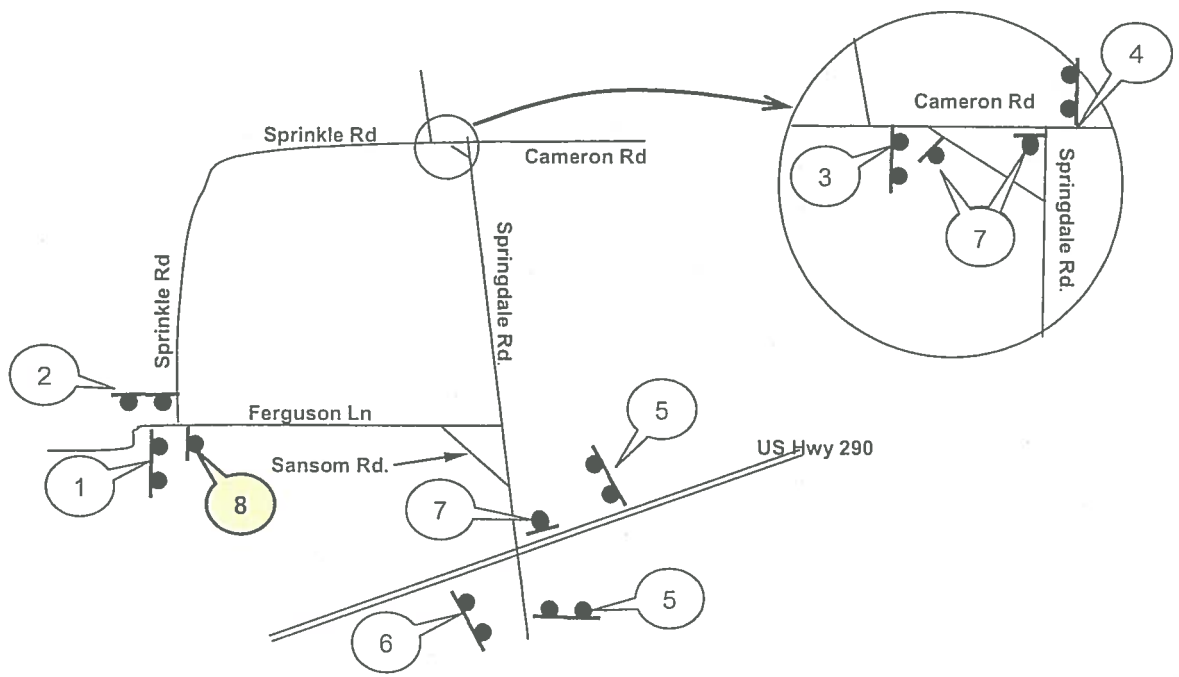 4
Cameron Rd
Sprinkle Rd
Cameron Rd
3
7
Springdale Rd.
Springdale Rd.
Sprinkle Rd
2
Ferguson Ln
5
US Hwy 290
Sansom Rd.
1
8
7
5
6